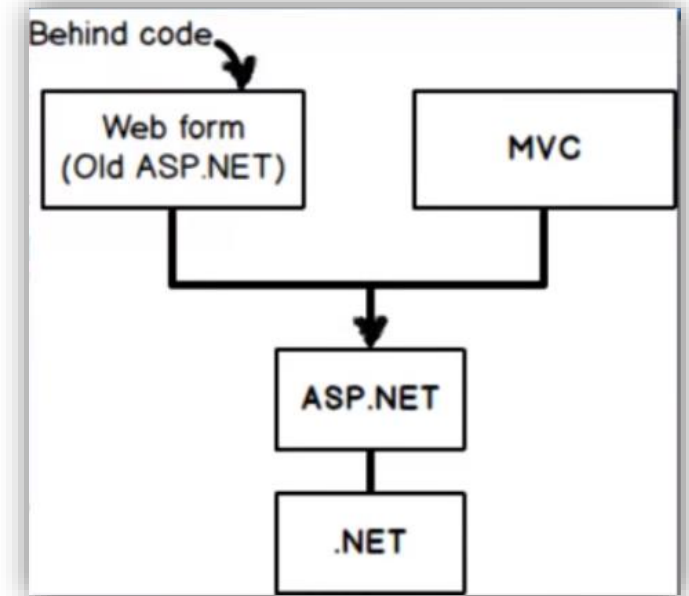 Behind code
Web form
(Old ASP.NET)
MVC
ASP.NET
.NET